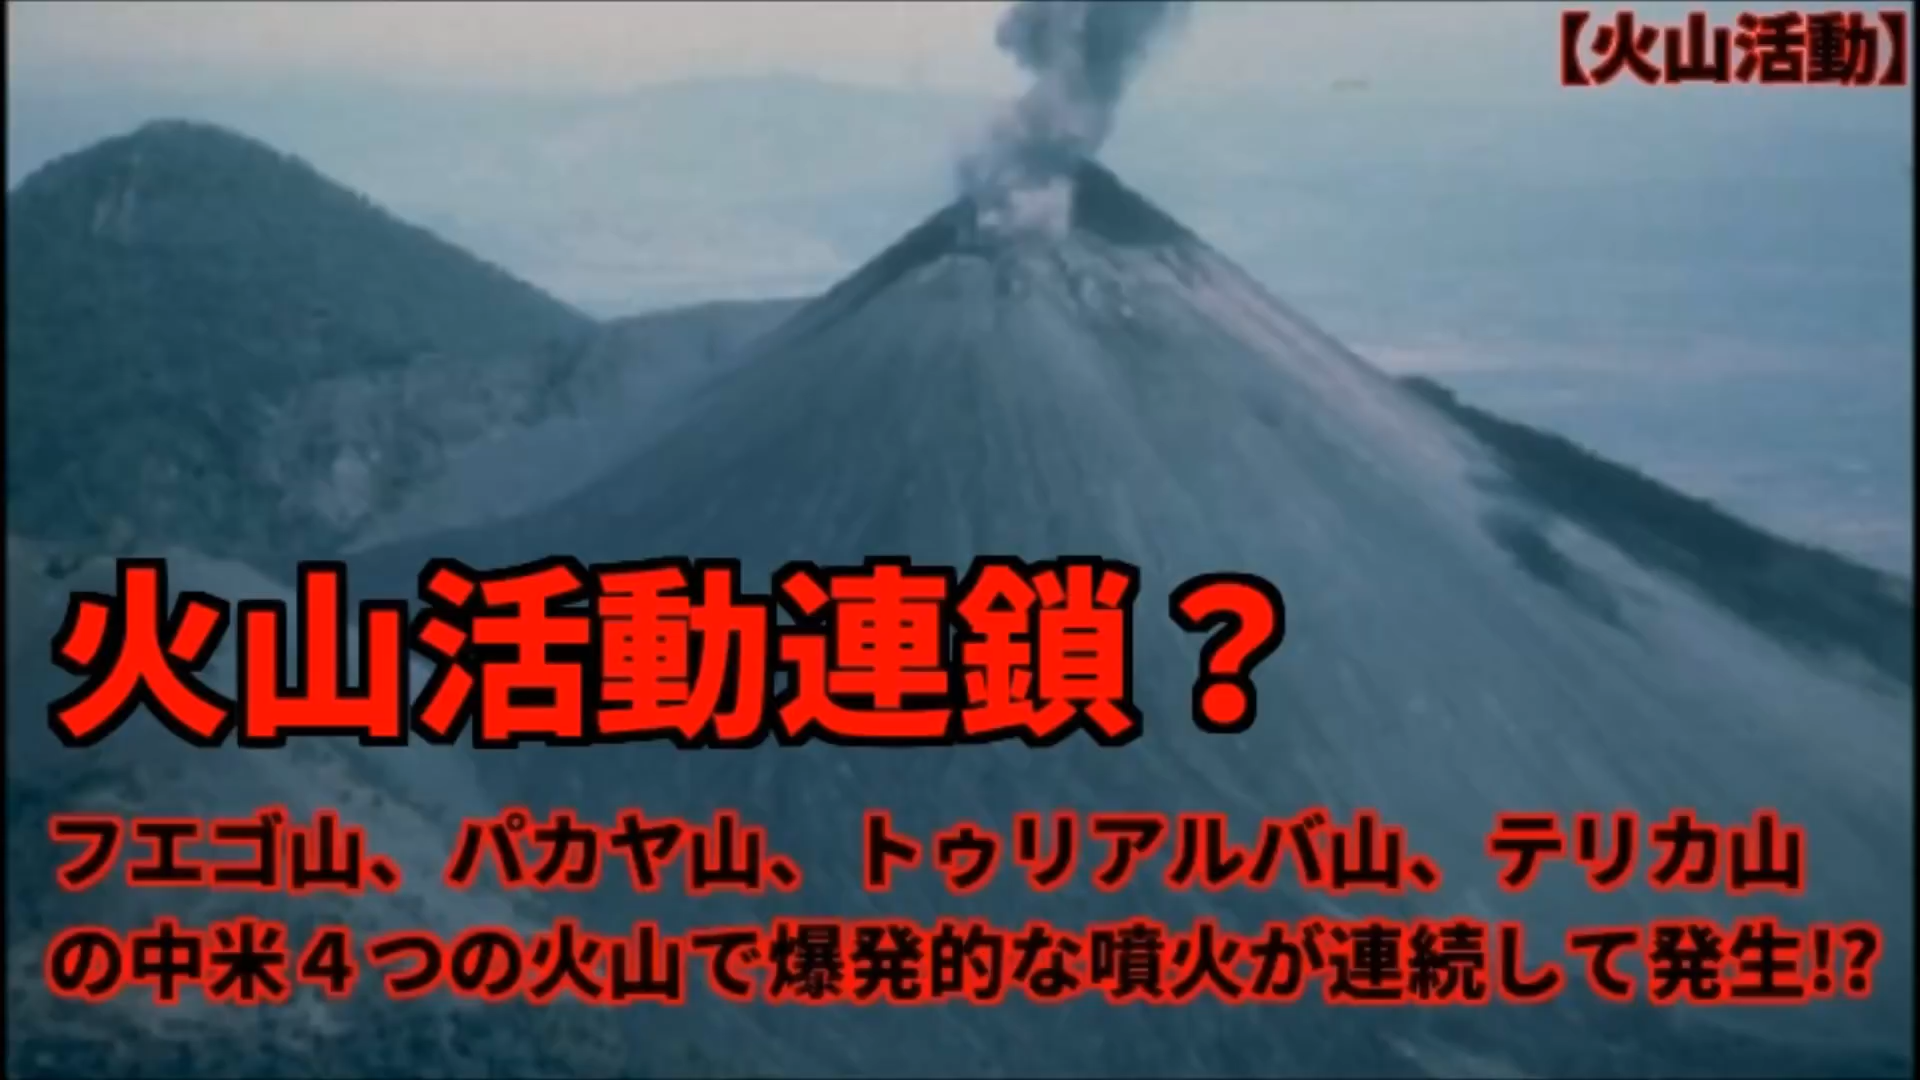 【火山活動】
火山活動連鎖？
フエゴ山、パカヤ山、トゥリアルバ山、テリカ山
の中米４つの火山で爆発的な噴火が連続して発生!?